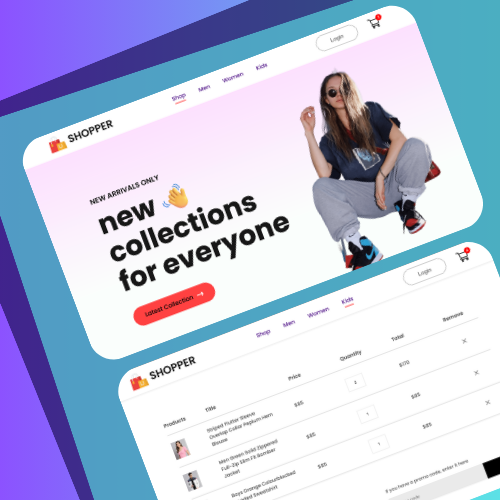 SHOPPER
Shop
Men
Women
Kids
Login
NEW ARRIVALS ONLY
new
collections
for everyone
Latest Collection
SHOPPER
Shop
Men
Women
Kids
Login
Products
Title
Price
Quantity
Total
Remove
Striped Flutter Sleeve
Overlap Collar Peplum Hem
Blouse
$85
2
$170
Men Green Solid Zippered
Full-Zip Slim Fit Bomber
Jacket
$85
1
$85
Boys Orange Colourblocked
Sweatshirt
$85
1
$85
If you have a promo code, enter it here